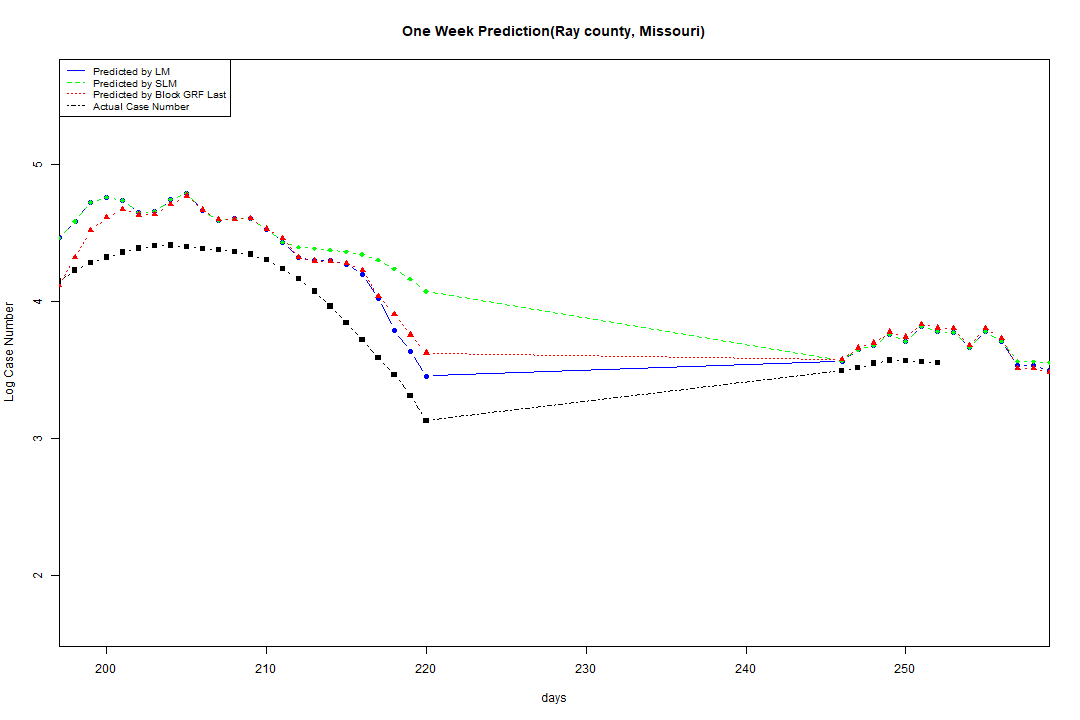 One Week Prediction(Ray county, Missouri)
Predicted by LM
Predicted by SLM
Predicted by Block GRF Last
Actual Case Number
5
4
3
2
Log Case Number
200 210 220 230 240 250
days